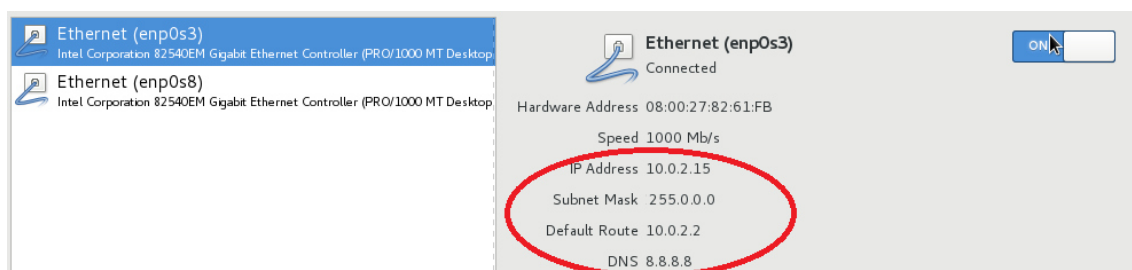 Ethernet (enp0s3)
Intel Corporation 82540EM Gigabit Ethernet Controller (PRO/1000 MT Desktop
Ethernet (enp0s8)
Intel Corporation 82540EM Gigabit Ethernet Controller (PRO/1000 MT Desktop
Ethernet (enp0s3)
Connected
ON
Hardware Address 08:00:27:82:61:FB
Speed 1000 Mb/s
IP Address 10.0.2.15
Subnet Mask 255.0.0.0
Default Route 10.0.2.2
DNS 8.8.8.8